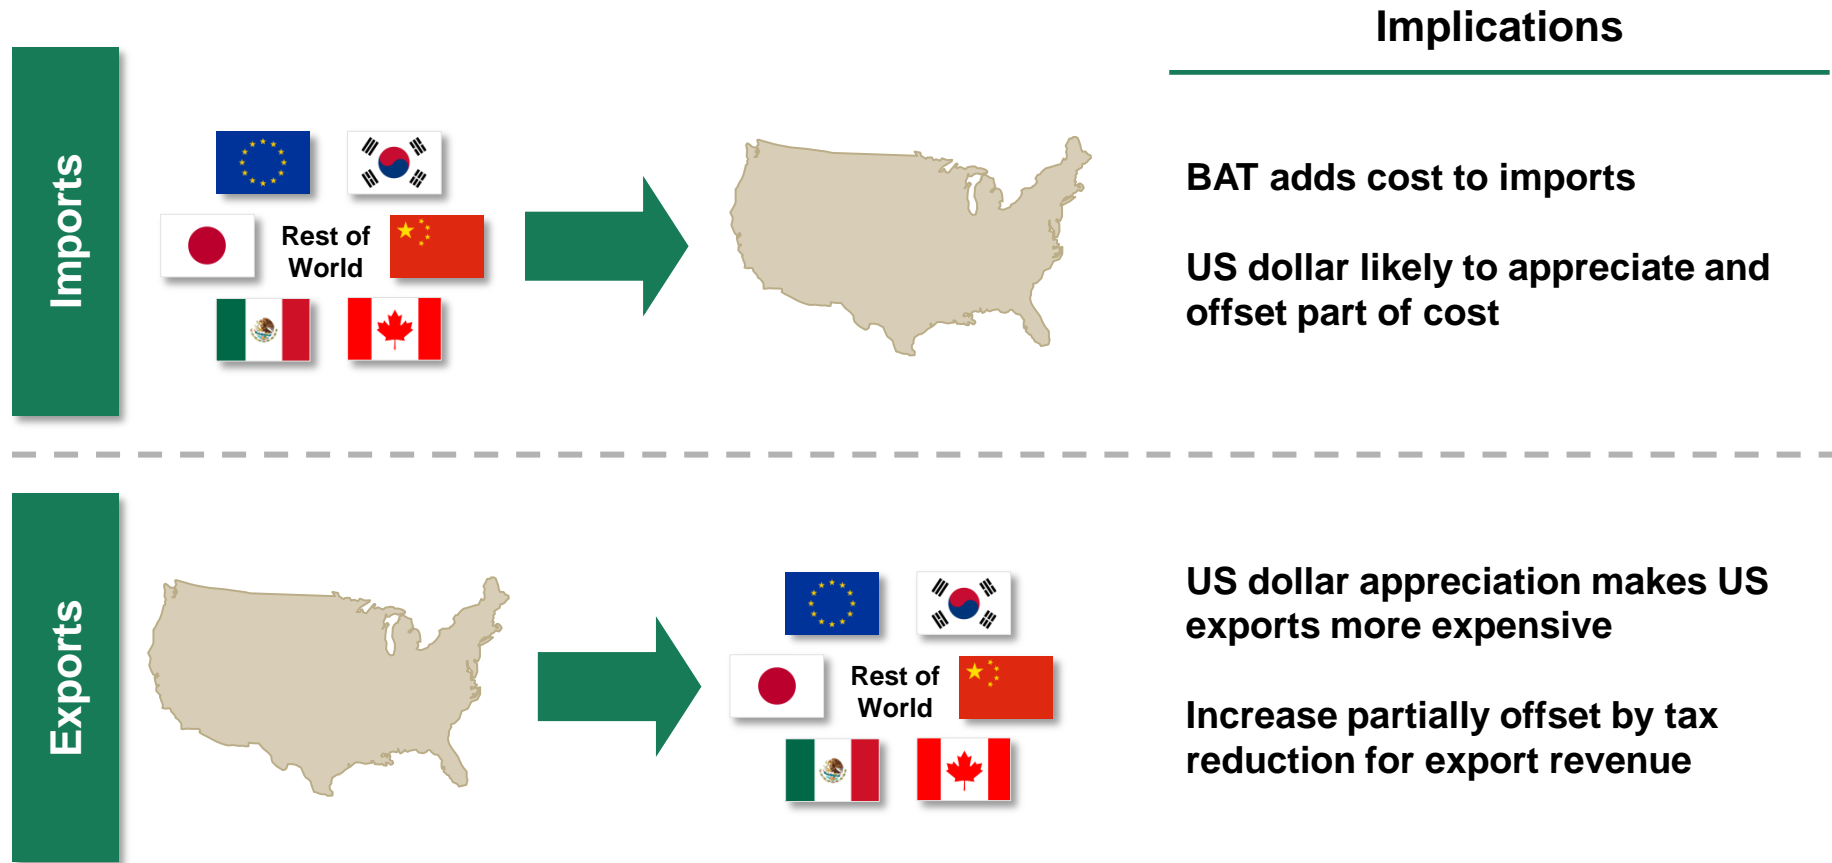 Implications
Imports
Rest of
World
BAT adds cost to imports
US dollar likely to appreciate and
offset part of cost
Exports
Rest of
World
US dollar appreciation makes US
exports more expensive
Increase partially offset by tax
reduction for export revenue